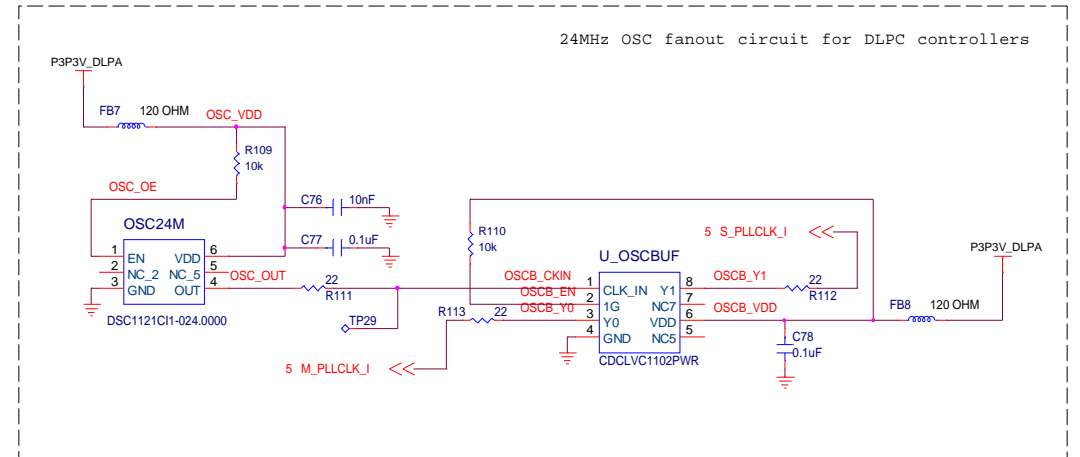 24MHz OSC fanout circuit for DLPC controllers
P3P3V_DLPA
FB7 120 OHM OSC_VDD
R109
10k
OSC_OE
C76 10nF
C77 0.1uF
OSC24M
1 EN VDD 6
2 NC_2 NC_5 5
3 GND OUT 4
OSC_OUT
DSC1121CI1-024.0000
22
R111
TP29
R110
10k
5 S_PLLCLK_I
P3P3V_DLPA
U_OSCBUF
OSCB_CKIN 1 CLK_IN Y1 8 OSCB_Y1
OSCB_EN 2 1G NC7 7
OSCB_Y0 3 Y0 VDD 6 OSCB_VDD
4 GND NC5 5
CDCLVC1102PWR
22
R112
R113 22
FB8 120 OHM
C78
0.1uF
5 M_PLLCLK_I